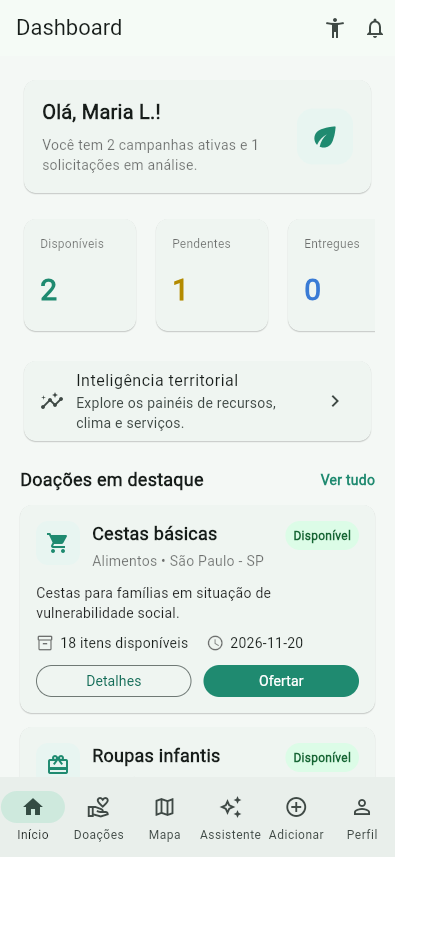 Dashboard
Olá, Maria L.!
Você tem 2 campanhas ativas e 1
solicitações em análise.
Disponíveis
Pendentes
Entregues
2
1
0
Inteligência territorial
Explore os painéis de recursos,
clima e serviços.
Doações em destaque
Ver tudo
Cestas básicas
Disponível
Alimentos • São Paulo - SP
Cestas para famílias em situação de
vulnerabilidade social.
18 itens disponíveis
2026-11-20
Detalhes
Ofertar
Roupas infantis
Disponível
Início
Doações
Mapa
Assistente
Adicionar
Perfil